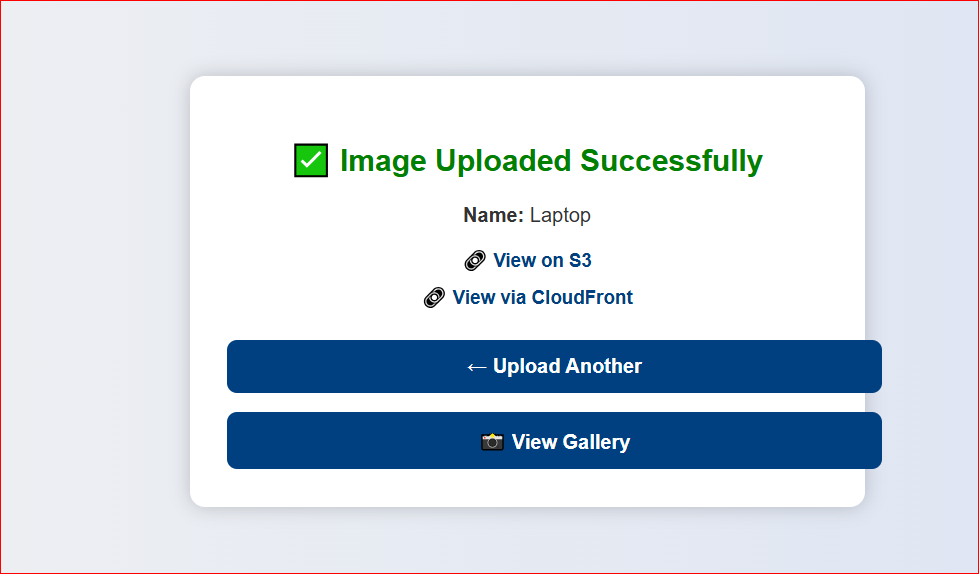 ✅ Image Uploaded Successfully
Name: Laptop
🔗 View on S3
🔗 View via CloudFront
← Upload Another
📷 View Gallery